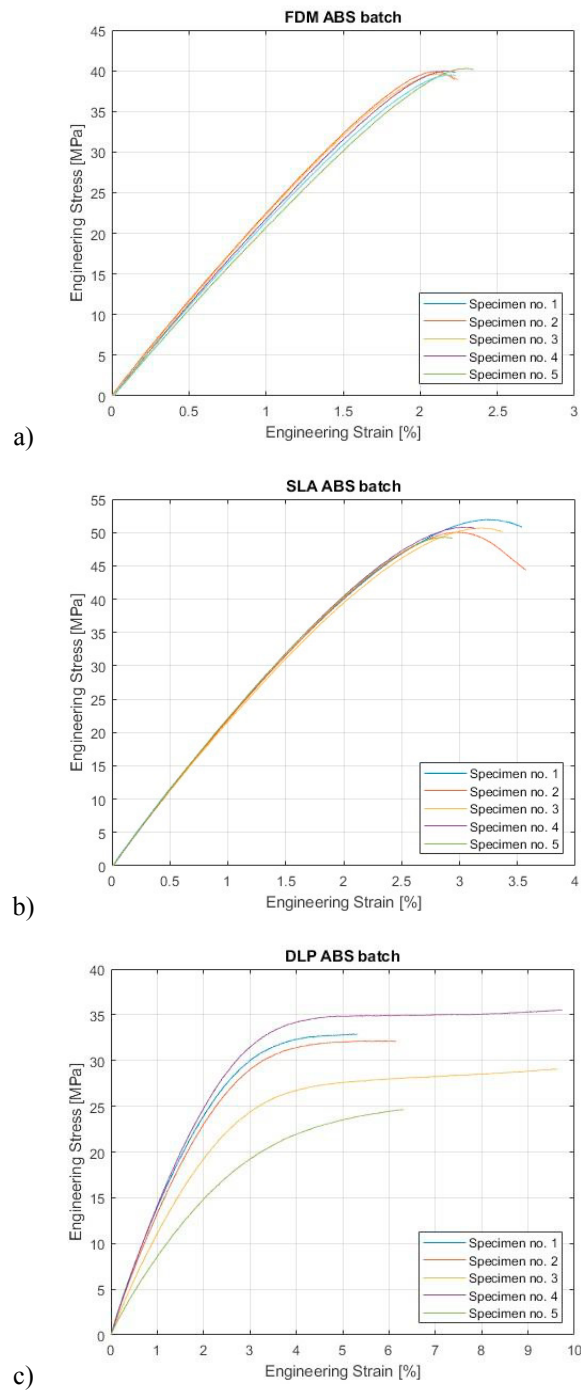 FDM ABS batch
45
40
35
30
25
20
15
10
5
0
Engineering Stress [MPa]
Specimen no. 1
Specimen no. 2
Specimen no. 3
Specimen no. 4
Specimen no. 5
0 0.5 1 1.5 2 2.5 3
Engineering Strain [%]
a)
SLA ABS batch
55
50
45
40
35
30
25
20
15
10
5
0
Engineering Stress [MPa]
Specimen no. 1
Specimen no. 2
Specimen no. 3
Specimen no. 4
Specimen no. 5
0 0.5 1 1.5 2 2.5 3 3.5 4
Engineering Strain [%]
b)
DLP ABS batch
40
35
30
25
20
15
10
5
0
Engineering Stress [MPa]
Specimen no. 1
Specimen no. 2
Specimen no. 3
Specimen no. 4
Specimen no. 5
0 1 2 3 4 5 6 7 8 9 10
Engineering Strain [%]
c)